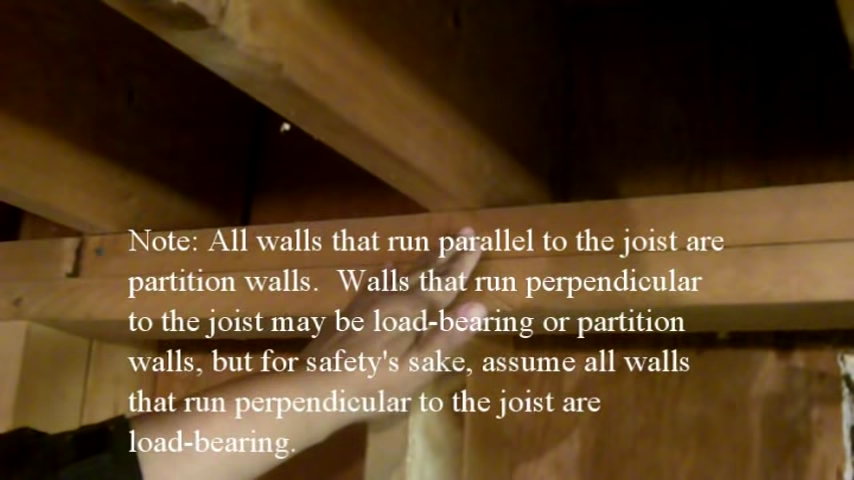 Note: All walls that run parallel to the joist are
partition walls.  Walls that run perpendicular
to the joist may be load-bearing or partition
walls, but for safety's sake, assume all walls
that run perpendicular to the joist are
load-bearing.